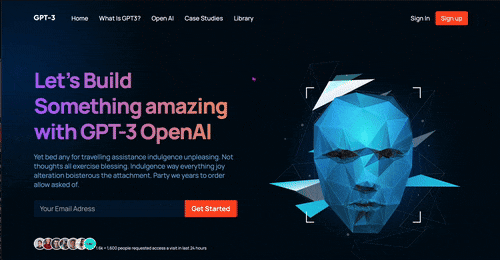 GPT-3
Home
What Is GPT3?
Open AI
Case Studies
Library
Sign In
Sign up
Let's Build
Something amazing
with GPT-3 OpenAI
Yet bed any for travelling assistance indulgence unpleasing. Not
thoughts all exercise blessing. Indulgence way everything joy
alteration boisterous the attachment. Party we years to order
allow asked of.
Your Email Adress
Get Started
1,600 people requested access a visit in last 24 hours